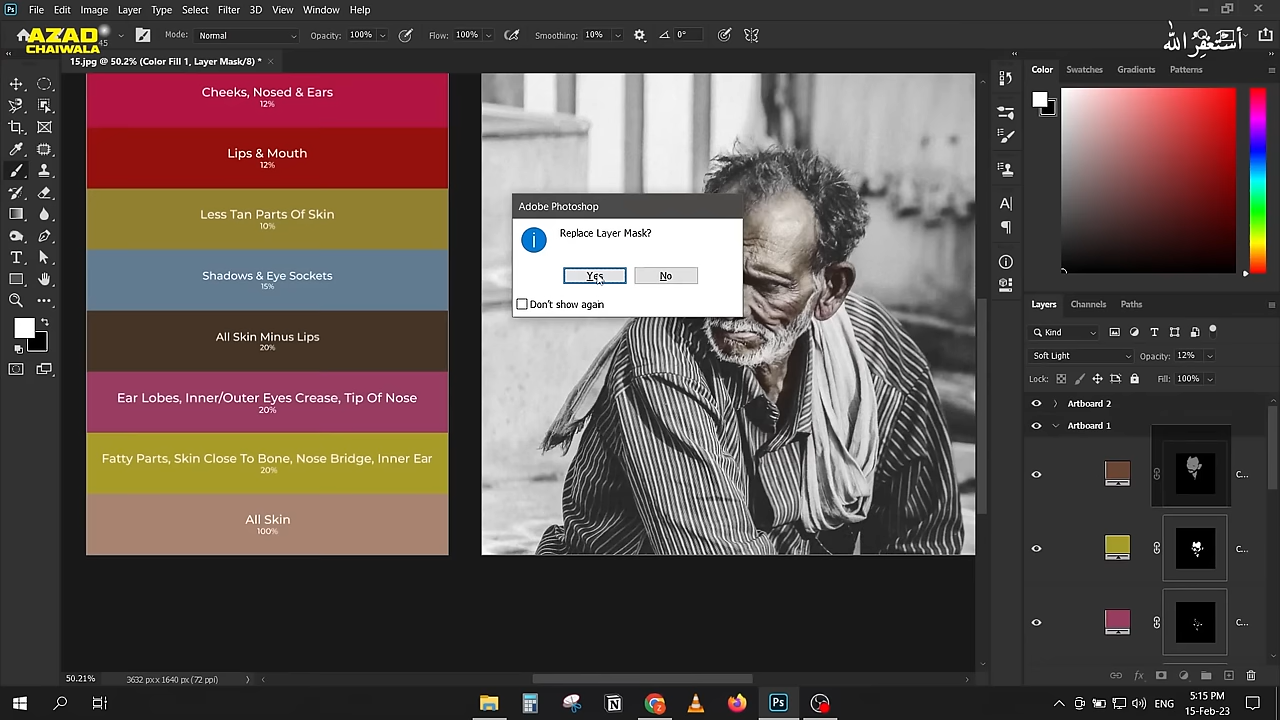 Ps File Edit Image Layer Type Select Filter 3D View Window Help
AZAD
CHAIWALA
45 Mode: Normal Opacity: 100% Flow: 100% Smoothing: 10% 0°
أستغفر الله
15.jpg @ 50.2% (Color Fill 1, Layer Mask/8) *
Color Swatches Gradients Patterns
Cheeks, Nosed & Ears
12%
Lips & Mouth
12%
Less Tan Parts Of Skin
10%
Shadows & Eye Sockets
15%
All Skin Minus Lips
20%
Ear Lobes, Inner/Outer Eyes Crease, Tip Of Nose
20%
Fatty Parts, Skin Close To Bone, Nose Bridge, Inner Ear
20%
All Skin
100%
Adobe Photoshop
Replace Layer Mask?
Yes No
Don't show again
Layers Channels Paths
Kind
Soft Light Opacity: 12%
Lock: Fill: 100%
Artboard 2
Artboard 1
C...
C...
C...
50.21% 3632 px x 1640 px (72 ppi)
Ps ENG 5:15 PM
15-Feb-23